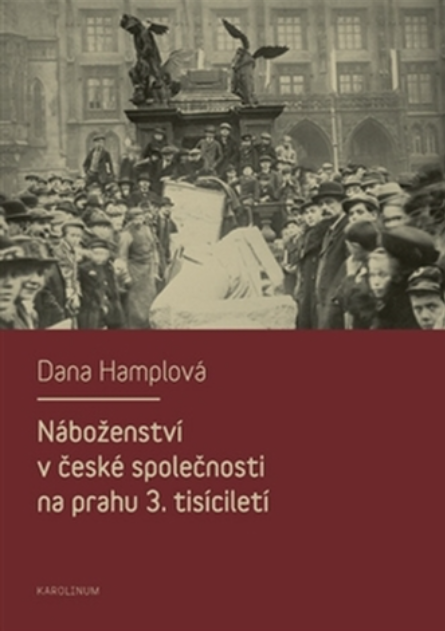 Dana Hamplová
Náboženství
v české společnosti
na prahu 3. tisíciletí
KAROLINUM